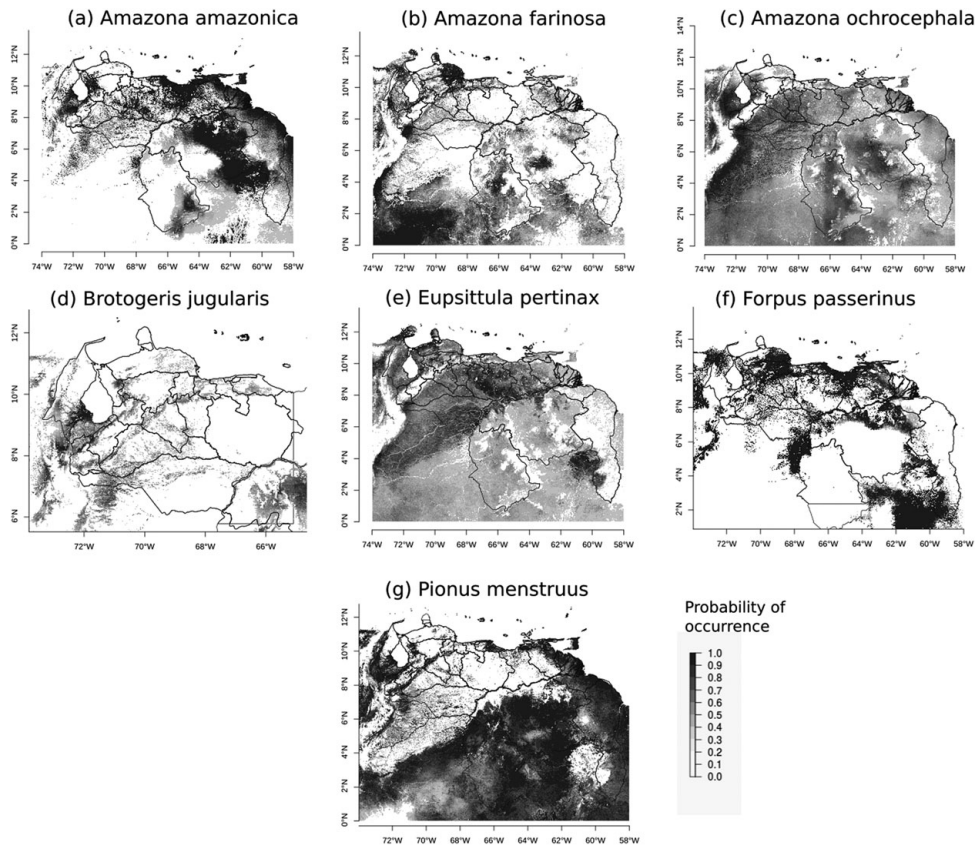 (a) Amazona amazonica
(b) Amazona farinosa
(c) Amazona ochrocephala
12°N
10°N
8°N
6°N
4°N
2°N
0°N
74°W 72°W 70°W 68°W 66°W 64°W 62°W 60°W 58°W
12°N
10°N
8°N
6°N
4°N
2°N
0°N
72°W 70°W 68°W 66°W 64°W 62°W 60°W 58°W
14°N
12°N
10°N
8°N
6°N
4°N
2°N
0°N
74°W 72°W 70°W 68°W 66°W 64°W 62°W 60°W 58°W
(d) Brotogeris jugularis
(e) Eupsittula pertinax
(f) Forpus passerinus
12°N
10°N
8°N
6°N
72°W 70°W 68°W 66°W
12°N
10°N
8°N
6°N
4°N
2°N
0°N
72°W 70°W 68°W 66°W 64°W 62°W 60°W 58°W
12°N
10°N
8°N
6°N
4°N
2°N
72°W 70°W 68°W 66°W 64°W 62°W 60°W 58°W
(g) Pionus menstruus
12°N
10°N
8°N
6°N
4°N
2°N
0°N
72°W 70°W 68°W 66°W 64°W 62°W 60°W 58°W
Probability of
occurrence
1.0
0.9
0.8
0.7
0.6
0.5
0.4
0.3
0.2
0.1
0.0